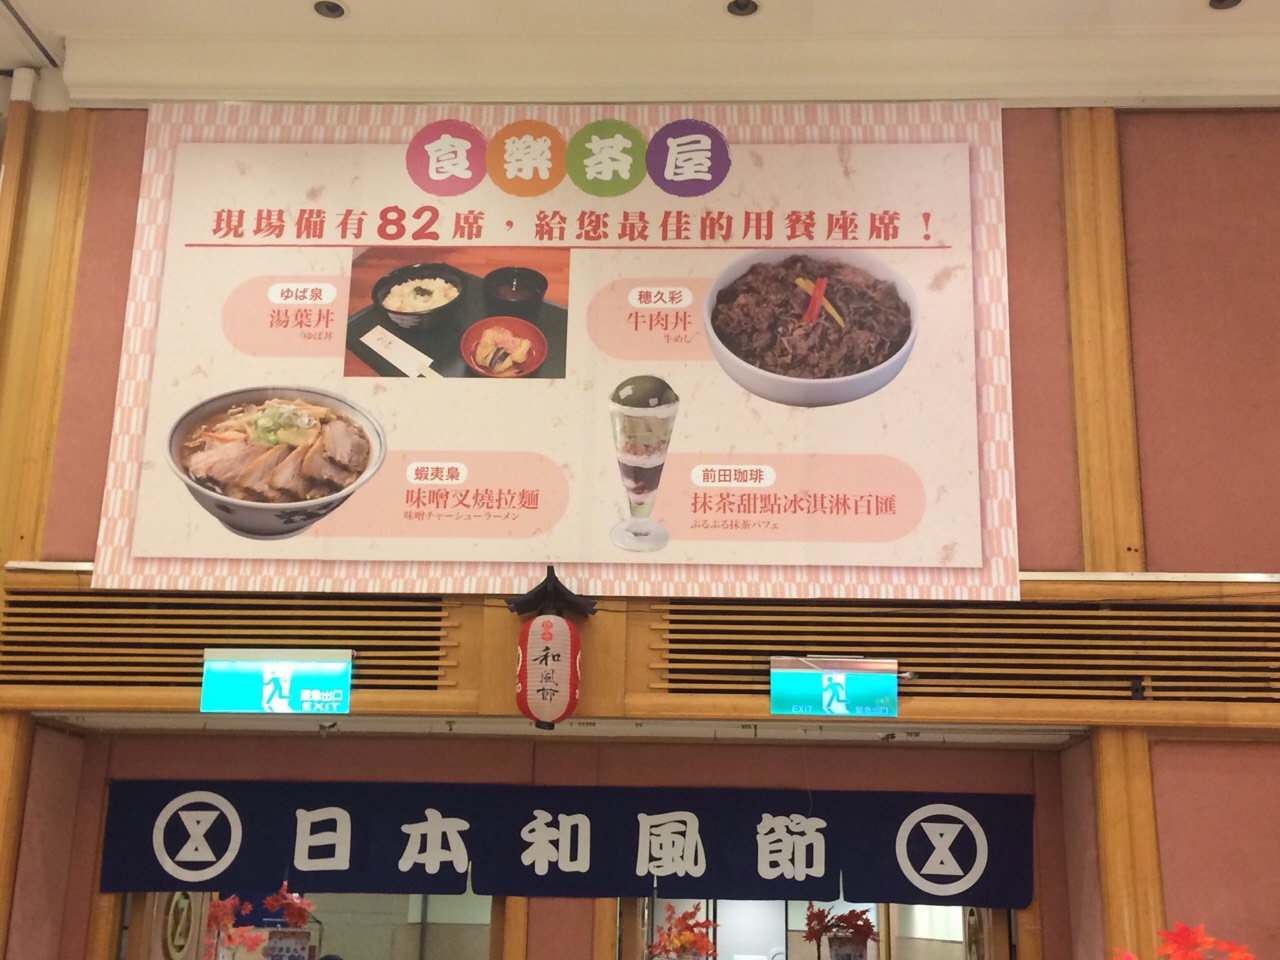 食樂茶屋
現場備有82席，給您最佳的用餐座席！
ゆば泉
湯葉丼
ゆば丼
穂久彩
牛肉丼
牛めし
蝦夷梟
味噌叉燒拉麵
味噌チャーシューラーメン
前田珈琲
抹茶甜點冰淇淋百匯
ぷるぷる抹茶パフェ
和風節
緊急出口
EXIT
EXIT 緊急出口
日本和風節